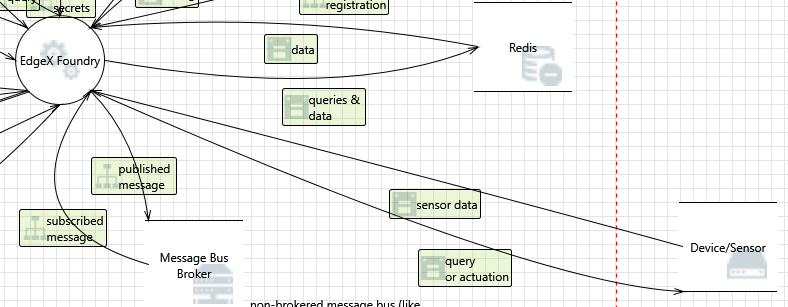 secrets
registration
EdgeX Foundry
data
Redis
queries &
data
published
message
sensor data
subscribed
message
Message Bus
Broker
Device/Sensor
query
or actuation
non-brokered message bus (like